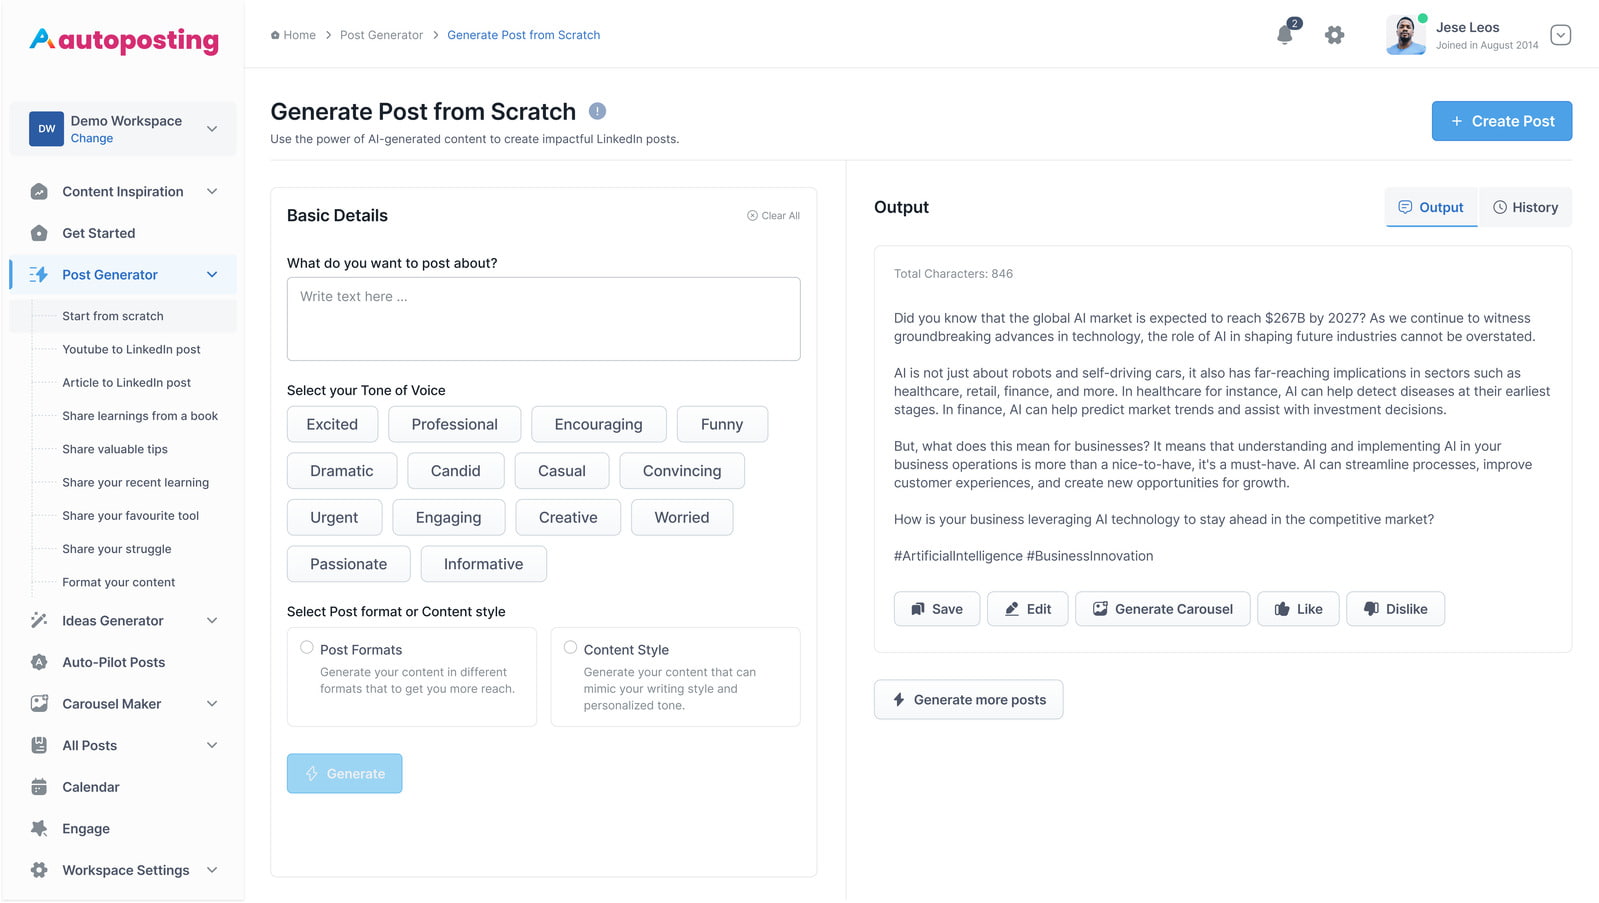 autoposting
Home > Post Generator > Generate Post from Scratch
2
Jese Leos
Joined in August 2014
DW
Demo Workspace
Change
Content Inspiration
Get Started
Post Generator
Start from scratch
Youtube to LinkedIn post
Article to LinkedIn post
Share learnings from a book
Share valuable tips
Share your recent learning
Share your favourite tool
Share your struggle
Format your content
Ideas Generator
Auto-Pilot Posts
Carousel Maker
All Posts
Calendar
Engage
Workspace Settings
Generate Post from Scratch
Use the power of AI-generated content to create impactful LinkedIn posts.
+ Create Post
Basic Details
Clear All
What do you want to post about?
Write text here ...
Select your Tone of Voice
Excited Professional Encouraging Funny
Dramatic Candid Casual Convincing
Urgent Engaging Creative Worried
Passionate Informative
Select Post format or Content style
Post Formats
Generate your content in different
formats that to get you more reach.
Content Style
Generate your content that can
mimic your writing style and
personalized tone.
Generate
Output
Output History
Total Characters: 846
Did you know that the global AI market is expected to reach $267B by 2027? As we continue to witness
groundbreaking advances in technology, the role of AI in shaping future industries cannot be overstated.
AI is not just about robots and self-driving cars, it also has far-reaching implications in sectors such as
healthcare, retail, finance, and more. In healthcare for instance, AI can help detect diseases at their earliest
stages. In finance, AI can help predict market trends and assist with investment decisions.
But, what does this mean for businesses? It means that understanding and implementing AI in your
business operations is more than a nice-to-have, it's a must-have. AI can streamline processes, improve
customer experiences, and create new opportunities for growth.
How is your business leveraging AI technology to stay ahead in the competitive market?
#ArtificialIntelligence #BusinessInnovation
Save Edit Generate Carousel Like Dislike
Generate more posts